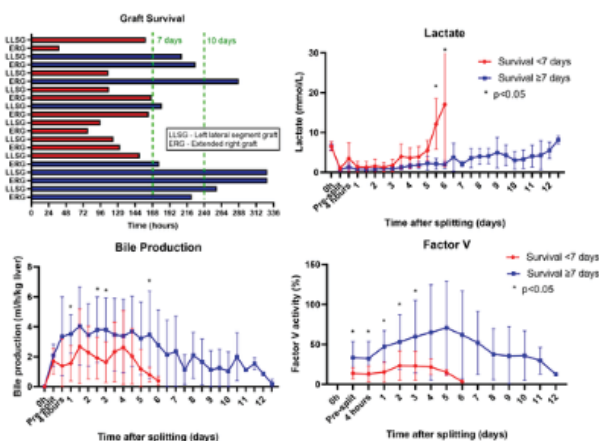 Graft Survival
7 days
10 days
LLSG
ERG
LLSG
ERG
LLSG
ERG
LLSG
ERG
LLSG
ERG
LLSG
ERG
LLSG
ERG
LLSG
ERG
LLSG
ERG
LLSG
ERG
LLSG - Left lateral segment graft
ERG - Extended right graft
0 24 48 72 96 120 144 168 192 216 240 264 288 312 336
Time (hours)
Lactate
Lactate (mmol/L)
30
20
10
0
Survival <7 days
Survival ≥7 days
* p<0.05
*
*
0h Pre-split 4 hours 1 2 3 4 5 6 7 8 9 10 11 12
Time after splitting (days)
Bile Production
Bile production (ml/h/kg liver)
8
6
4
2
0
* * * *
0h Pre-split 4 hours 1 2 3 4 5 6 7 8 9 10 11 12
Time after splitting (days)
Factor V
Factor V activity (%)
150
100
50
0
Survival <7 days
Survival ≥7 days
* p<0.05
* * * * *
0h Pre-split 4 hours 1 2 3 4 5 6 7 8 9 10 11 12
Time after splitting (days)